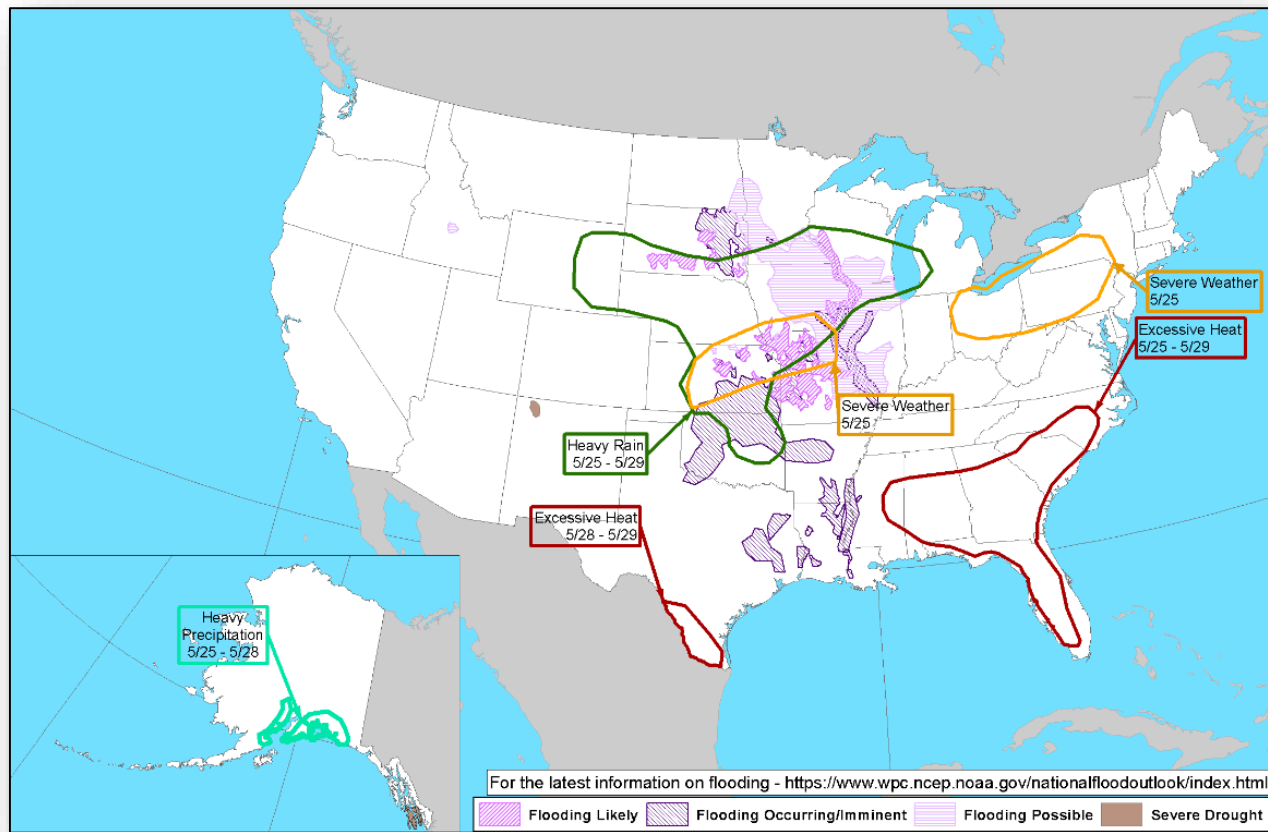 Severe Weather
5/25
Excessive Heat
5/25 - 5/29
Severe Weather
5/25
Heavy Rain
5/25 - 5/29
Excessive Heat
5/28 - 5/29
Heavy
Precipitation
5/25 - 5/28
For the latest information on flooding - https://www.wpc.ncep.noaa.gov/nationalfloodoutlook/index.html
Flooding Likely Flooding Occurring/Imminent Flooding Possible Severe Drought